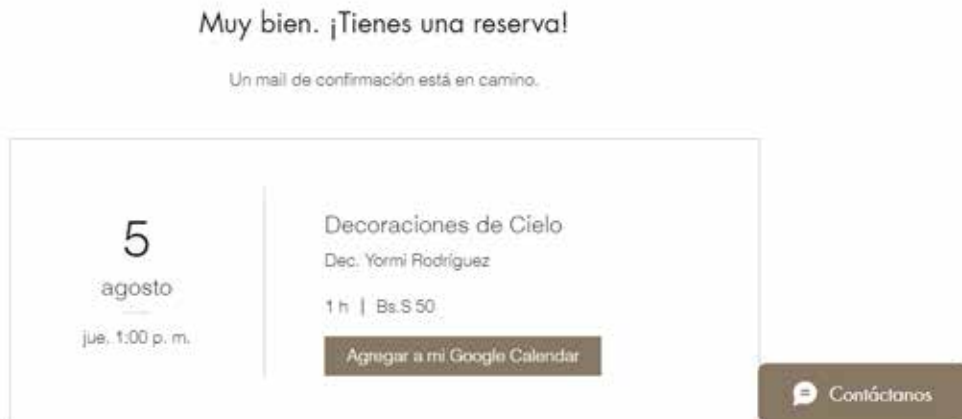 Muy bien. ¡Tienes una reserva!
Un mail de confirmación está en camino.
5
agosto
jue. 1:00 p. m.
Decoraciones de Cielo
Dec. Yormi Rodríguez
1 h | Bs.S 50
Agregar a mi Google Calendar
Contáctanos